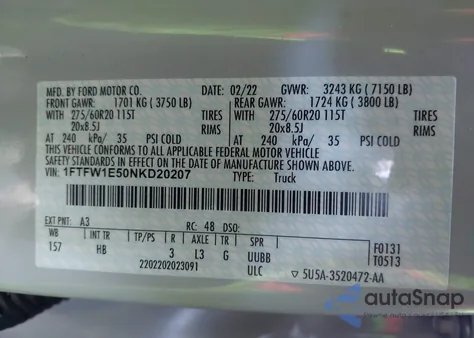 MFD. BY FORD MOTOR CO. DATE: 02/22 GVWR: 3243 KG ( 7150 LB)
FRONT GAWR: 1701 KG ( 3750 LB) REAR GAWR: 1724 KG ( 3800 LB)
WITH 275/60R20 115T TIRES WITH 275/60R20 115T TIRES
20x8.5J RIMS 20x8.5J RIMS
AT 240 kPa/ 35 PSI COLD AT 240 kPa/ 35 PSI COLD
THIS VEHICLE CONFORMS TO ALL APPLICABLE FEDERAL MOTOR VEHICLE
SAFETY AND THEFT PREVENTION STANDARDS IN EFFECT ON THE DATE OF MANUFACTURE SHOWN ABOVE.
VIN: 1FTFW1E50NKD20207 TYPE: Truck
EXT PNT: A3 RC: 48 DSO:
WB INT TR TP/PS R AXLE TR SPR F0131
157 HB 3 L3 G UUBB T0513
2202202023091 ULC 5U5A-3520472-AA
autoSnap